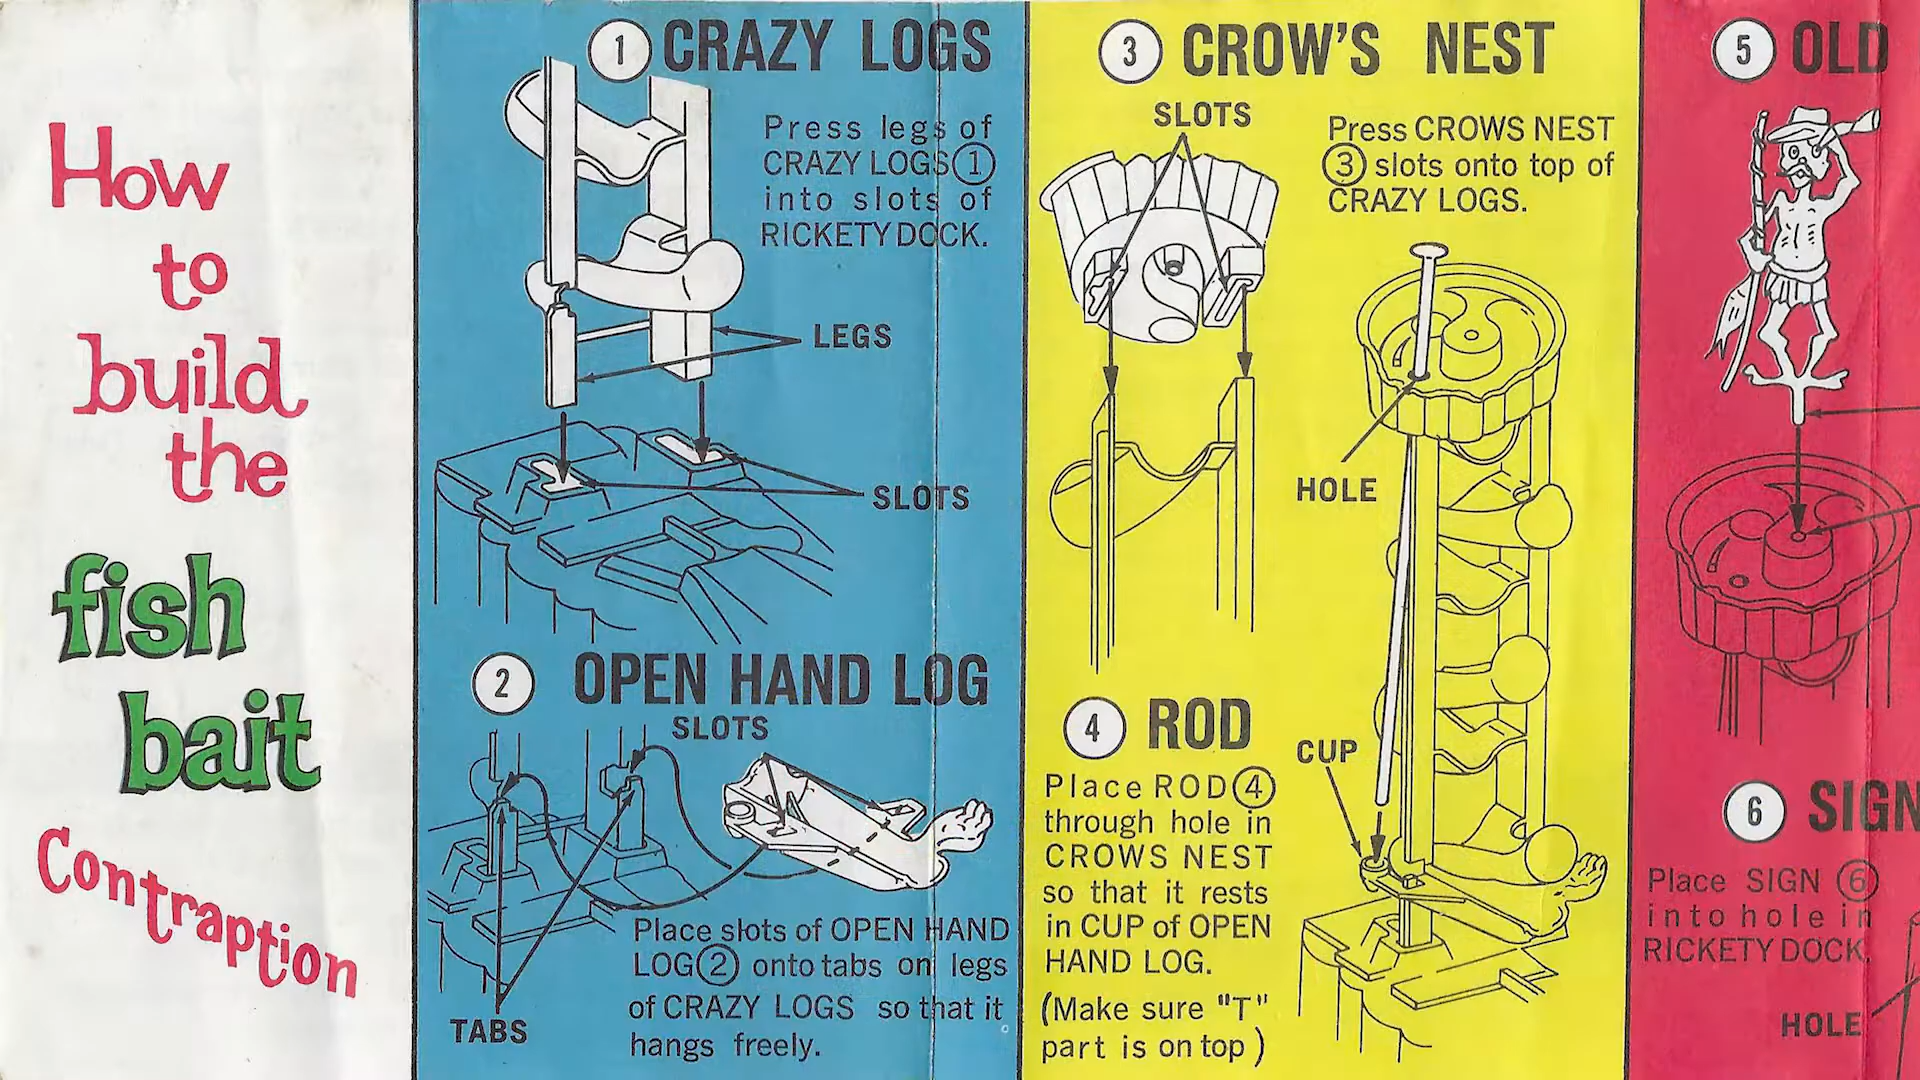 How
to
build
the
fish
bait
Contraption
1 CRAZY LOGS
Press legs of
CRAZY LOGS 1
into slots of
RICKETY DOCK.
LEGS
SLOTS
2 OPEN HAND LOG
SLOTS
Place slots of OPEN HAND
LOG 2 onto tabs on legs
of CRAZY LOGS so that it
hangs freely.
TABS
3 CROW'S NEST
SLOTS
Press CROWS NEST
3 slots onto top of
CRAZY LOGS.
HOLE
4 ROD
CUP
Place ROD 4
through hole in
CROWS NEST
so that it rests
in CUP of OPEN
HAND LOG.
(Make sure "T"
part is on top)
5 OLD
6 SIGN
Place SIGN 6
into hole in
RICKETY DOCK.
HOLE